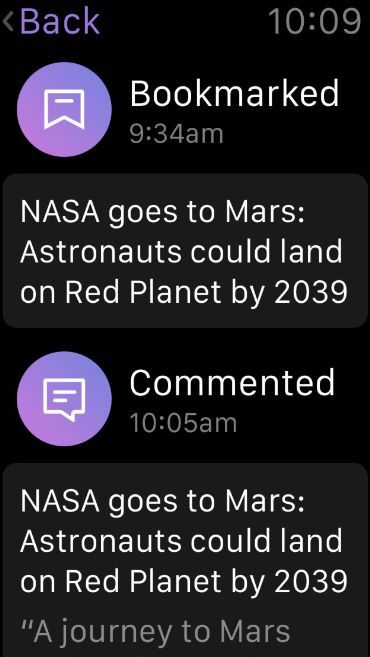 Back 10:09
Bookmarked
9:34am
NASA goes to Mars:
Astronauts could land
on Red Planet by 2039
Commented
10:05am
NASA goes to Mars:
Astronauts could land
on Red Planet by 2039
“A journey to Mars